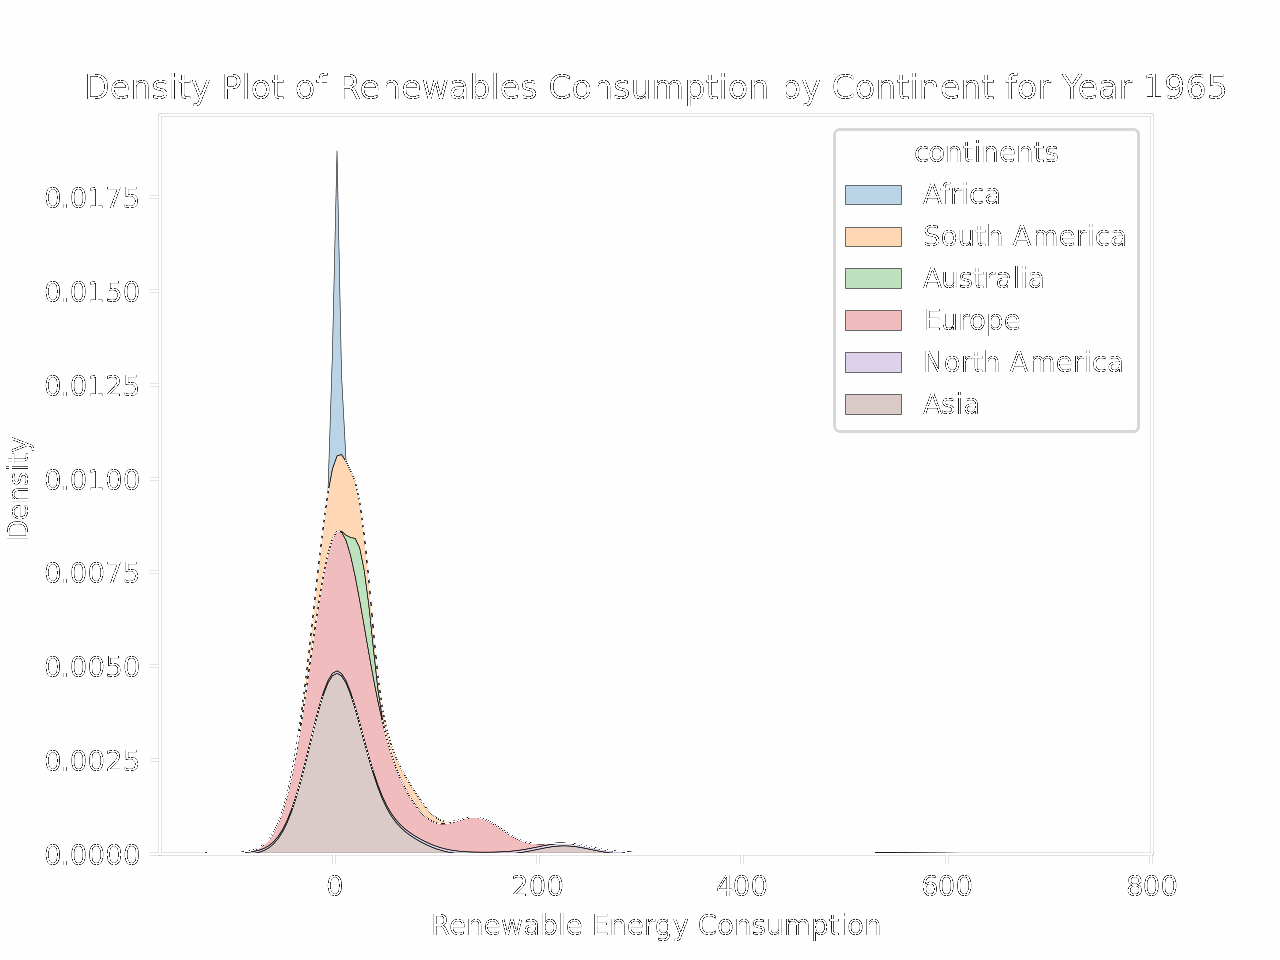 Density Plot of Renewables Consumption by Continent for Year 1965
continents
Africa
South America
Australia
Europe
North America
Asia
0.0175
0.0150
0.0125
0.0100
0.0075
0.0050
0.0025
0.0000
Density
0 200 400 600 800
Renewable Energy Consumption